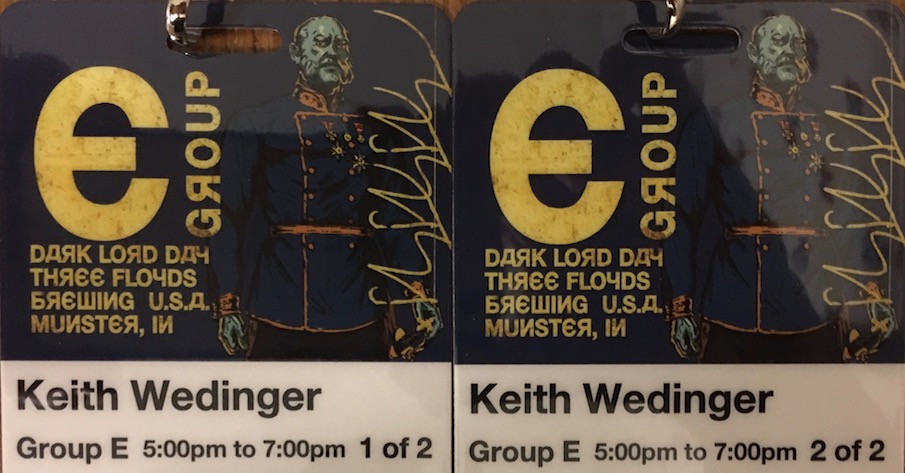 e
GROUP
DARK LORD DAY
THREE FLOYDS
BREWING U.S.A.
MUNSTER, IN
Keith Wedinger
Group E 5:00pm to 7:00pm 1 of 2
e
GROUP
DARK LORD DAY
THREE FLOYDS
BREWING U.S.A.
MUNSTER, IN
Keith Wedinger
Group E 5:00pm to 7:00pm 2 of 2